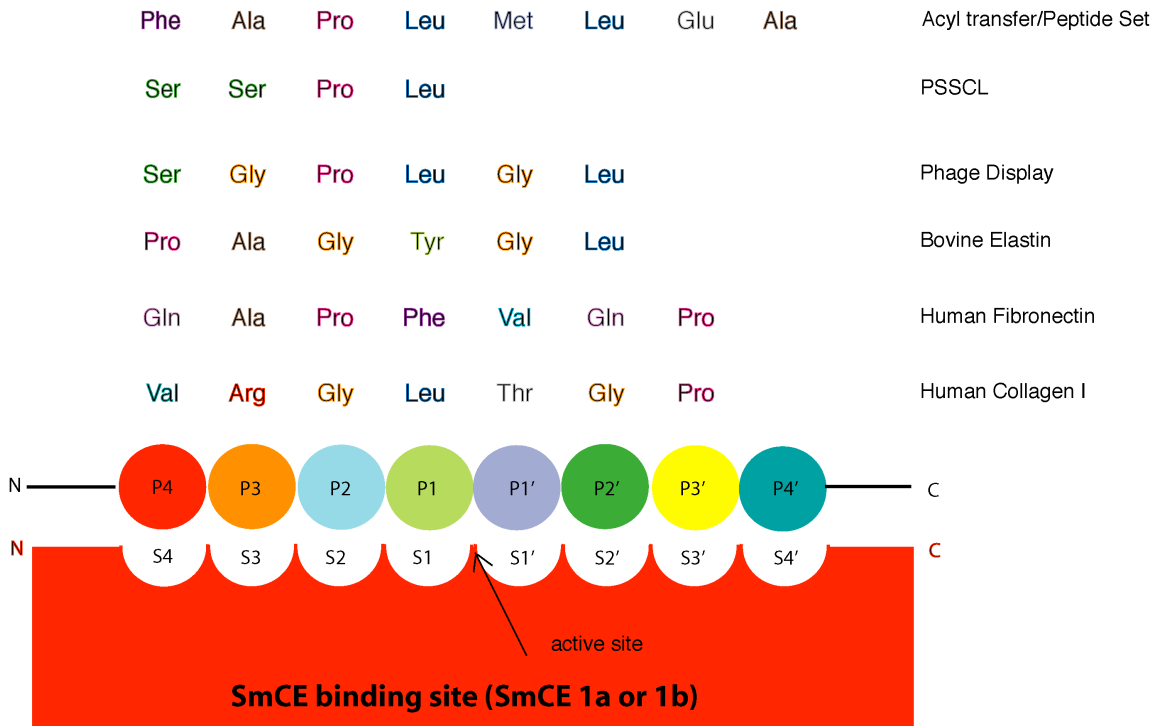 Phe Ala Pro Leu Met Leu Glu Ala Acyl transfer/Peptide Set
Ser Ser Pro Leu PSSCL
Ser Gly Pro Leu Gly Leu Phage Display
Pro Ala Gly Tyr Gly Leu Bovine Elastin
Gln Ala Pro Phe Val Gln Pro Human Fibronectin
Val Arg Gly Leu Thr Gly Pro Human Collagen I
N P4 P3 P2 P1 P1′ P2′ P3′ P4′ C
N S4 S3 S2 S1 S1′ S2′ S3′ S4′ C
active site
SmCE binding site (SmCE 1a or 1b)